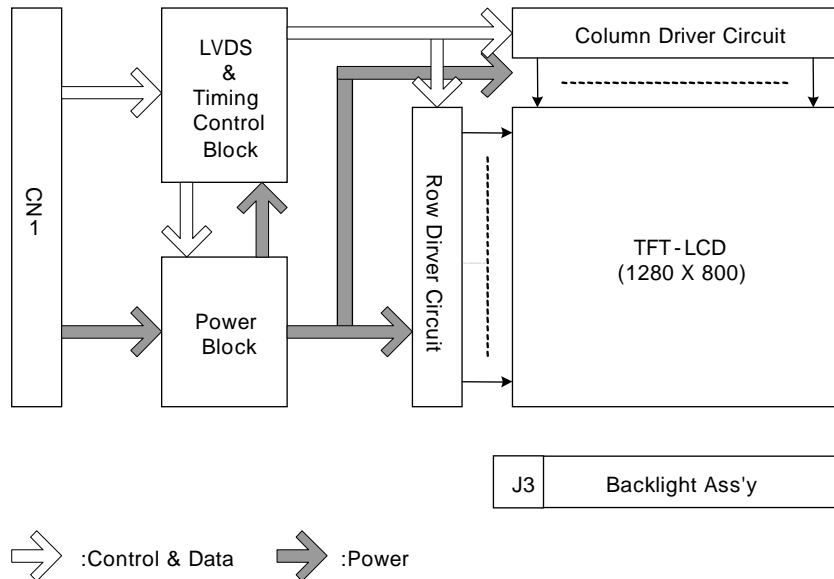 LVDS
&
Timing
Control
Block
Column Driver Circuit
CN1
Row Dirver Circuit
TFT-LCD
(1280 X 800)
Power
Block
J3
Backlight Ass'y
:Control & Data
:Power